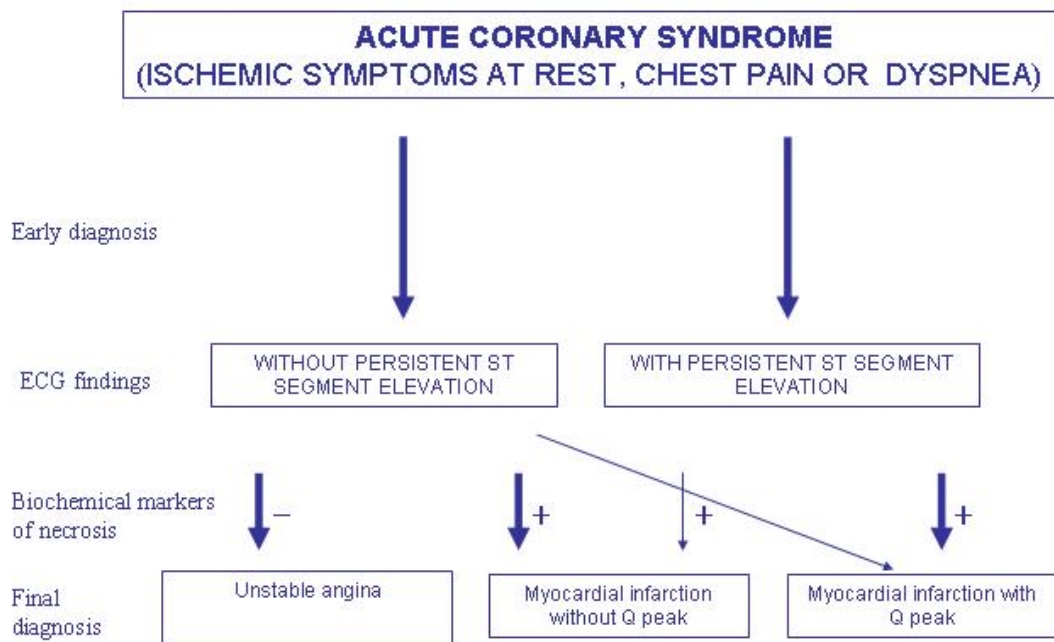 ACUTE CORONARY SYNDROME
(ISCHEMIC SYMPTOMS AT REST, CHEST PAIN OR DYSPNEA)
Early diagnosis
ECG findings
WITHOUT PERSISTENT ST
SEGMENT ELEVATION
WITH PERSISTENT ST SEGMENT
ELEVATION
Biochemical markers
of necrosis
–
+
+
+
Final
diagnosis
Unstable angina
Myocardial infarction
without Q peak
Myocardial infarction with
Q peak